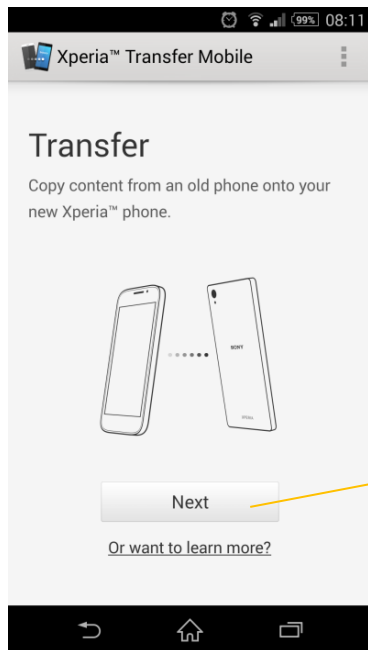 99% 08:11
Xperia™ Transfer Mobile
Transfer
Copy content from an old phone onto your
new Xperia™ phone.
SONY
XPERIA
Next
Or want to learn more?